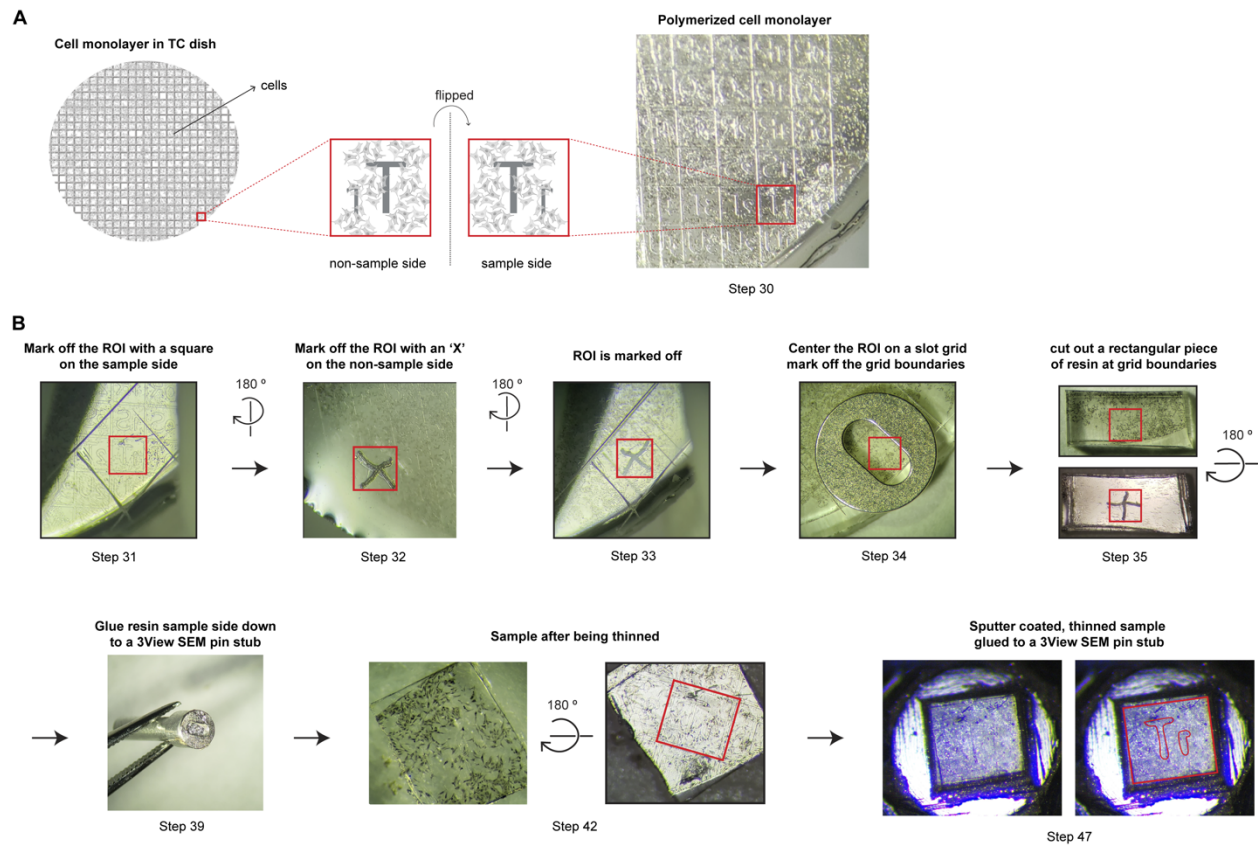 A
Cell monolayer in TC dish
Polymerized cell monolayer
cells
flipped
T
T
non-sample side
sample side
Step 30
B
Mark off the ROI with a square
on the sample side
Mark off the ROI with an ‘X’
on the non-sample side
ROI is marked off
Center the ROI on a slot grid
mark off the grid boundaries
cut out a rectangular piece
of resin at grid boundaries
180 º
180 º
180 º
Step 31
Step 32
Step 33
Step 34
Step 35
Glue resin sample side down
to a 3View SEM pin stub
Sample after being thinned
Sputter coated, thinned sample
glued to a 3View SEM pin stub
180 º
Step 39
Step 42
Step 47